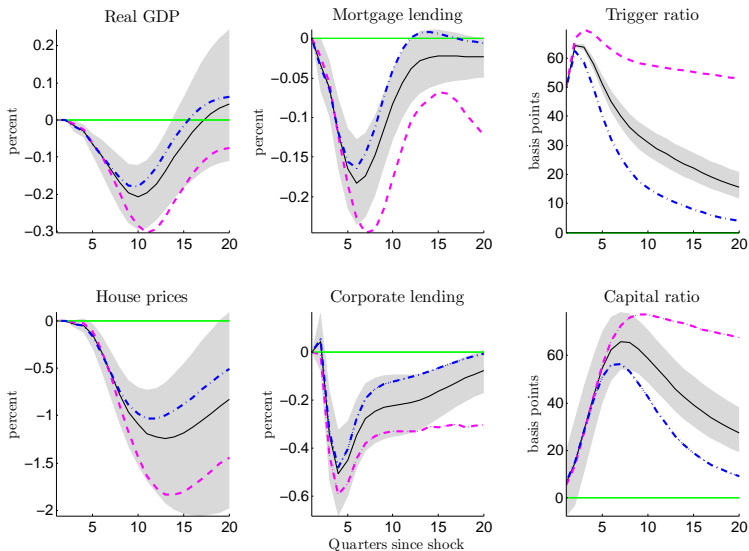 Real GDP
percent
0.2
0.1
0
−0.1
−0.2
−0.3
5 10 15 20
Mortgage lending
percent
0
−0.05
−0.1
−0.15
−0.2
5 10 15 20
Trigger ratio
basis points
60
50
40
30
20
10
0
5 10 15 20
House prices
percent
0
−0.5
−1
−1.5
−2
5 10 15 20
Corporate lending
percent
0
−0.2
−0.4
−0.6
5 10 15 20
Quarters since shock
Capital ratio
basis points
60
40
20
0
5 10 15 20